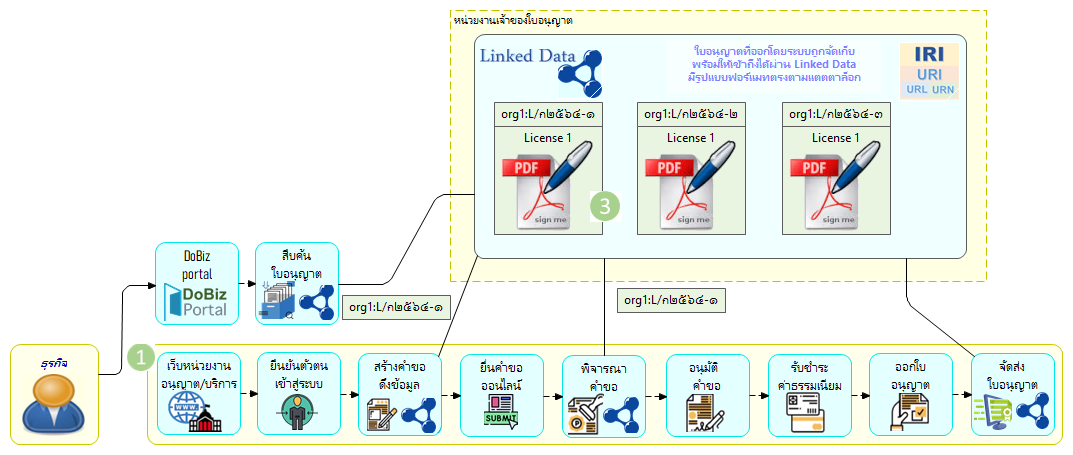 หน่วยงานเจ้าของใบอนุญาต
Linked Data
ใบอนุญาตที่ออกโดยระบบถูกจัดเก็บ
พร้อมให้เข้าถึงได้ผ่าน Linked Data
มีรูปแบบฟอร์แมทตรงตามแตตตาล็อก
IRI
URI
URL URN
org1:L/ก๒๕๖๔-๑
License 1
PDF
sign me
org1:L/ก๒๕๖๔-๒
License 1
PDF
sign me
org1:L/ก๒๕๖๔-๓
License 1
PDF
sign me
3
DoBiz
portal
DoBiz
Portal
สืบค้น
ใบอนุญาต
org1:L/ก๒๕๖๔-๑
org1:L/ก๒๕๖๔-๑
1
ธุรกิจ
เว็บหน่วยงาน
อนุญาต/บริการ
WWW
ยืนยันตัวตน
เข้าสู่ระบบ
สร้างคำขอ
ดึงข้อมูล
ยื่นคำขอ
ออนไลน์
SUBMIT
พิจารณา
คำขอ
อนุมัติ
คำขอ
รับชำระ
ค่าธรรมเนียม
ออกใบ
อนุญาต
จัดส่ง
ใบอนุญาต